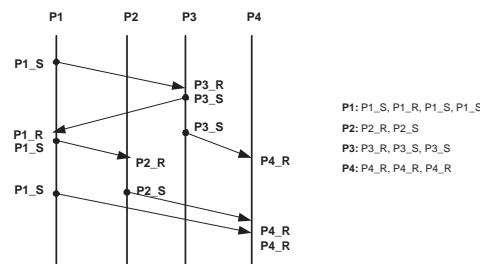 P1 P2 P3 P4
P1_S
P3_R
P3_S
P3_S
P1_R
P1_S
P2_R
P4_R
P1_S
P2_S
P4_R
P4_R
P1: P1_S, P1_R, P1_S, P1_S
P2: P2_R, P2_S
P3: P3_R, P3_S, P3_S
P4: P4_R, P4_R, P4_R